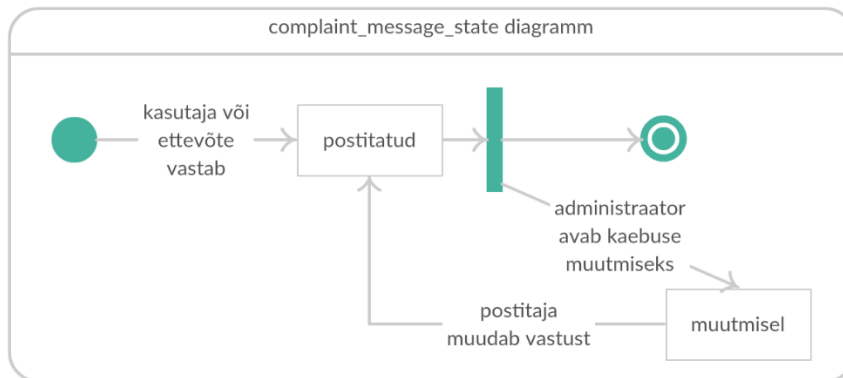 complaint_message_state diagramm
kasutaja või
ettevõte
vastab
postitatud
administraator
avab kaebuse
muutmiseks
postitaja
muudab vastust
muutmisel